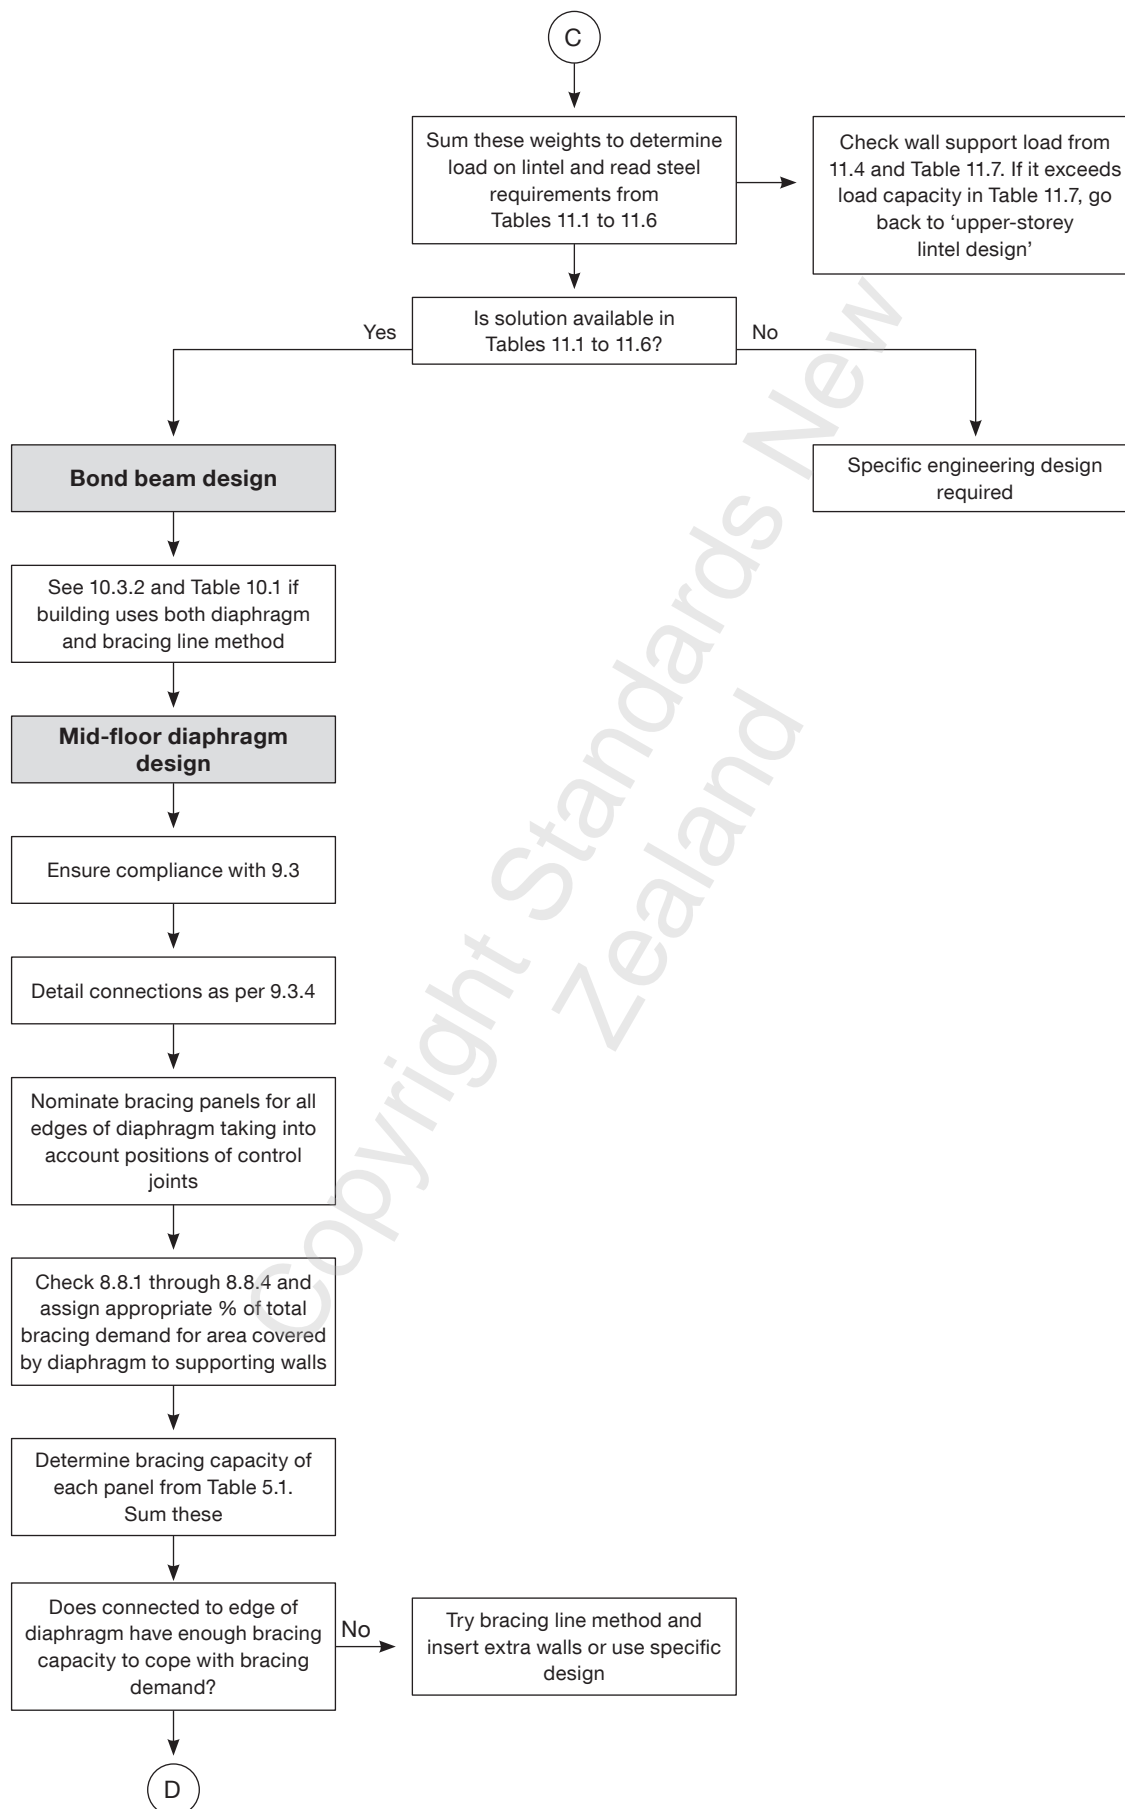 C
Sum these weights to determine
load on lintel and read steel
requirements from
Tables 11.1 to 11.6
Check wall support load from
11.4 and Table 11.7. If it exceeds
load capacity in Table 11.7, go
back to ‘upper-storey
lintel design’
Is solution available in
Tables 11.1 to 11.6?
Yes
No
Bond beam design
Specific engineering design
required
See 10.3.2 and Table 10.1 if
building uses both diaphragm
and bracing line method
Mid-floor diaphragm
design
Ensure compliance with 9.3
Detail connections as per 9.3.4
Nominate bracing panels for all
edges of diaphragm taking into
account positions of control
joints
Check 8.8.1 through 8.8.4 and
assign appropriate % of total
bracing demand for area covered
by diaphragm to supporting walls
Determine bracing capacity of
each panel from Table 5.1.
Sum these
Does connected to edge of
diaphragm have enough bracing
capacity to cope with bracing
demand?
No
Try bracing line method and
insert extra walls or use specific
design
D
Copyright Standards New
Zealand